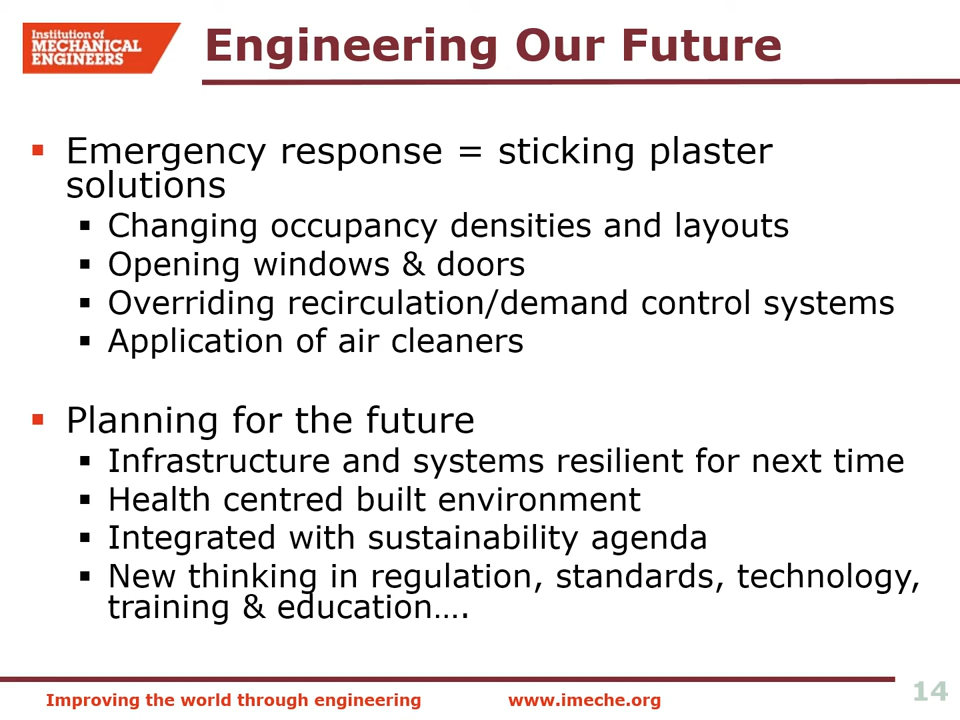 Institution of
MECHANICAL
ENGINEERS
Engineering Our Future
▪ Emergency response = sticking plaster
solutions
▪ Changing occupancy densities and layouts
▪ Opening windows & doors
▪ Overriding recirculation/demand control systems
▪ Application of air cleaners
▪ Planning for the future
▪ Infrastructure and systems resilient for next time
▪ Health centred built environment
▪ Integrated with sustainability agenda
▪ New thinking in regulation, standards, technology,
training & education….
Improving the world through engineering www.imeche.org
14